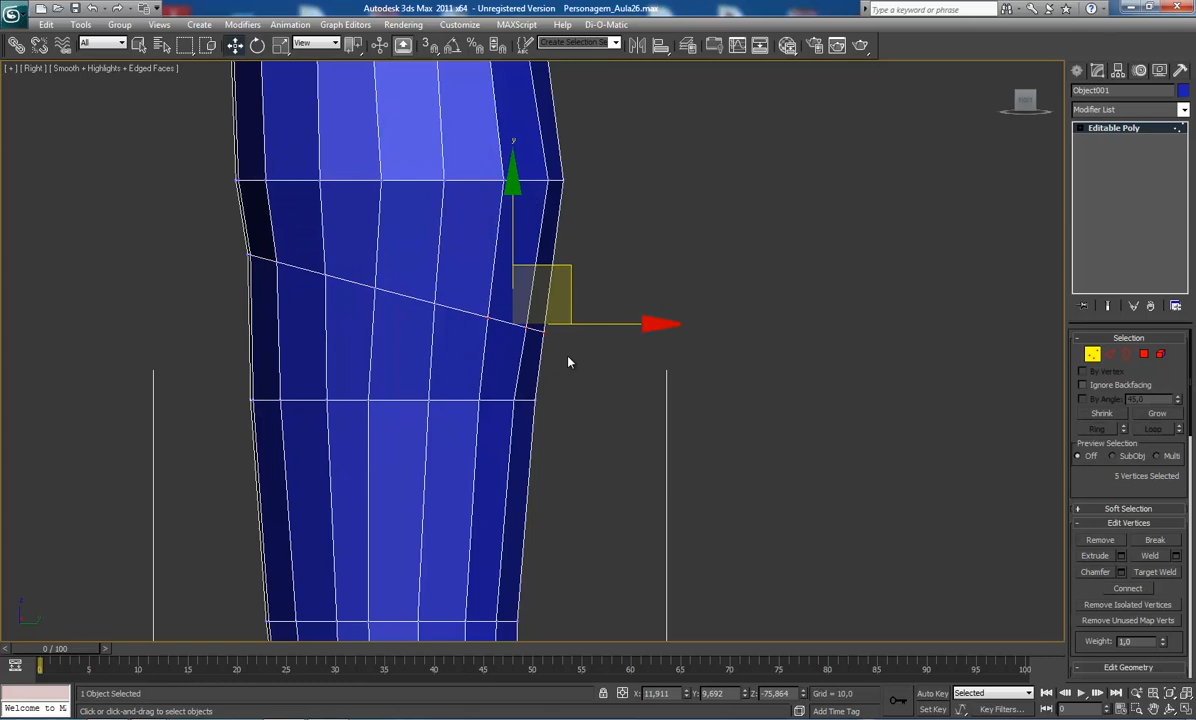 Autodesk 3ds Max 2011 x64 - Unregistered Version Personagem_Aula26.max
Type a keyword or phrase
Edit Tools Group Views Create Modifiers Animation Graph Editors Rendering Customize MAXScript Help Di-O-Matic
All View Create Selection Se
[ + ] [ Right ] [ Smooth + Highlights + Edged Faces ]
RIGHT
y
Object001
Modifier List
Editable Poly
Selection
By Vertex
Ignore Backfacing
By Angle: 45,0
Shrink Grow
Ring Loop
Preview Selection
Off SubObj Multi
5 Vertices Selected
Soft Selection
Edit Vertices
Remove Break
Extrude Weld
Chamfer Target Weld
Connect
Remove Isolated Vertices
Remove Unused Map Verts
Weight: 1,0
Edit Geometry
z
0 / 100
0 5 10 15 20 25 30 35 40 45 50 55 60 65 70 75 80 85 90 95 100
1 Object Selected X: 11,911 Y: 9,692 Z: -75,864 Grid = 10,0 Auto Key Selected
Welcome to M Click or click-and-drag to select objects Add Time Tag Set Key Key Filters... 0